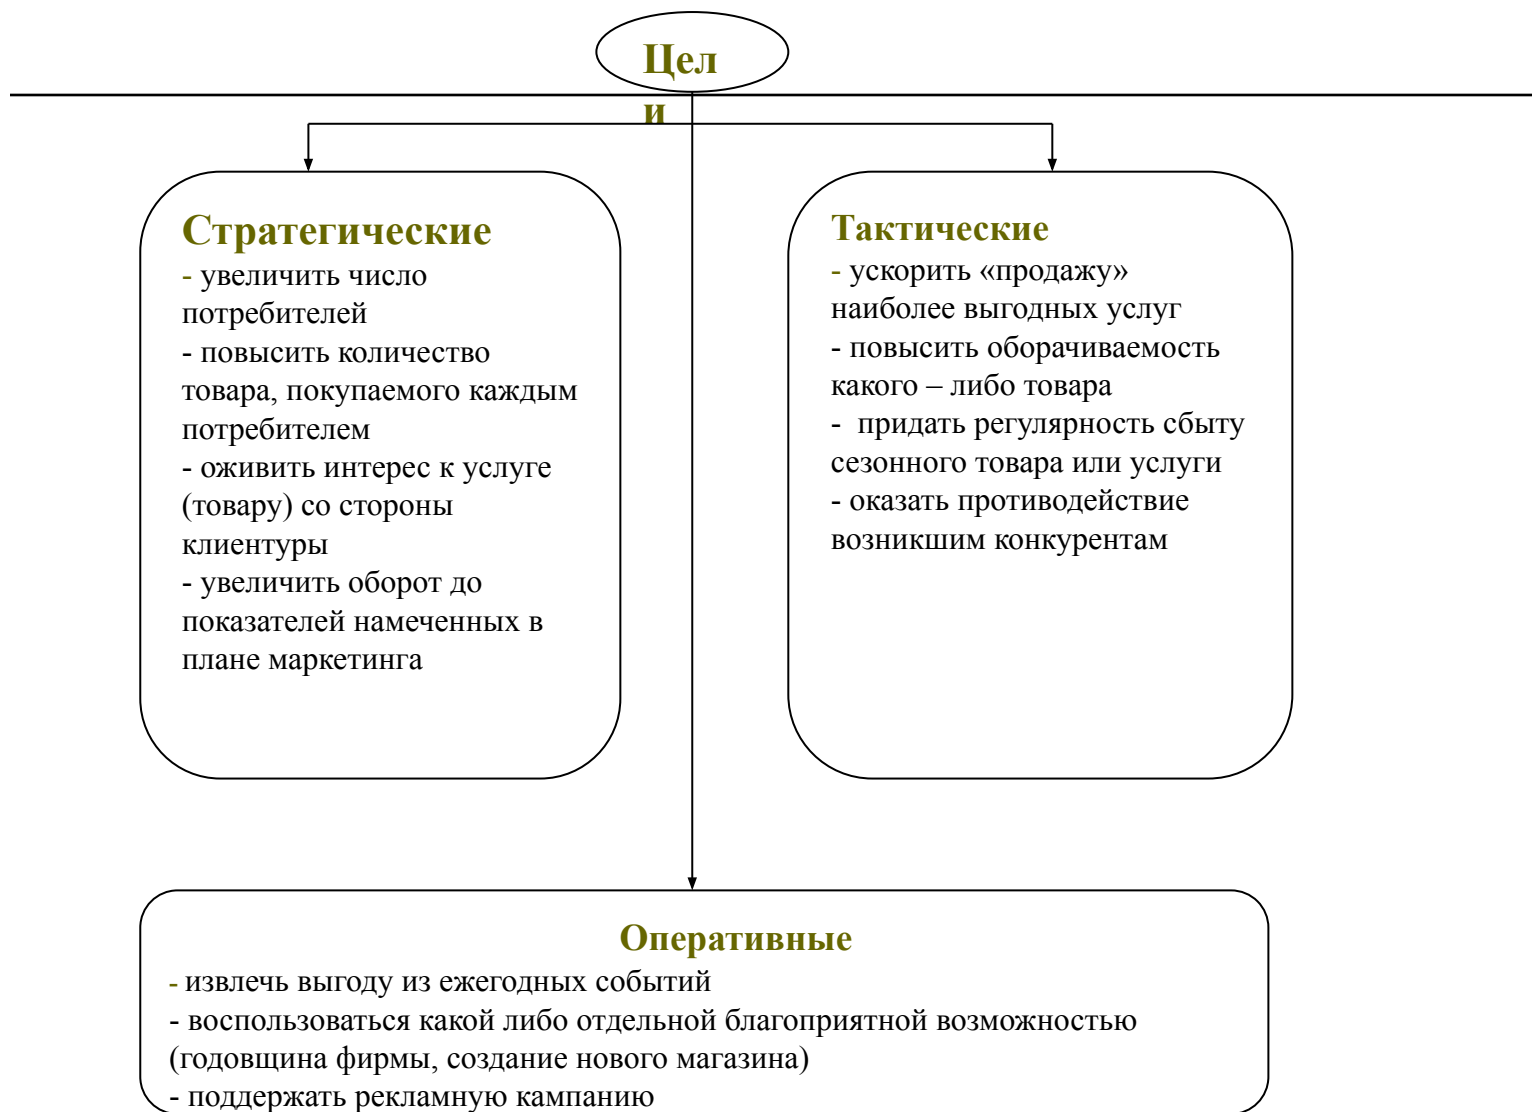 Цел
и
Стратегические
- увеличить число
потребителей
- повысить количество
товара, покупаемого каждым
потребителем
- оживить интерес к услуге
(товару) со стороны
клиентуры
- увеличить оборот до
показателей намеченных в
плане маркетинга
Тактические
- ускорить «продажу»
наиболее выгодных услуг
- повысить оборачиваемость
какого – либо товара
- придать регулярность сбыту
сезонного товара или услуги
- оказать противодействие
возникшим конкурентам
Оперативные
- извлечь выгоду из ежегодных событий
- воспользоваться какой либо отдельной благоприятной возможностью
(годовщина фирмы, создание нового магазина)
- поддержать рекламную кампанию